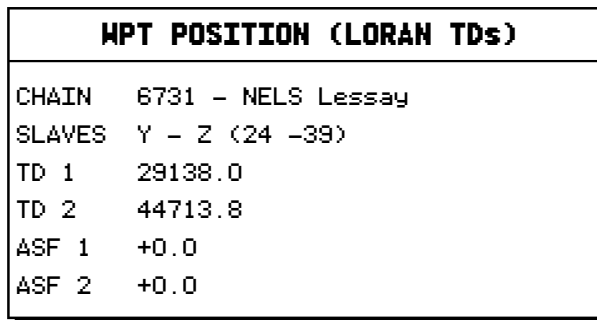 WPT POSITION (LORAN TDs)
CHAIN 6731 – NELS Lessay
SLAVES Y – Z (24 –39)
TD 1 29138.0
TD 2 44713.8
ASF 1 +0.0
ASF 2 +0.0